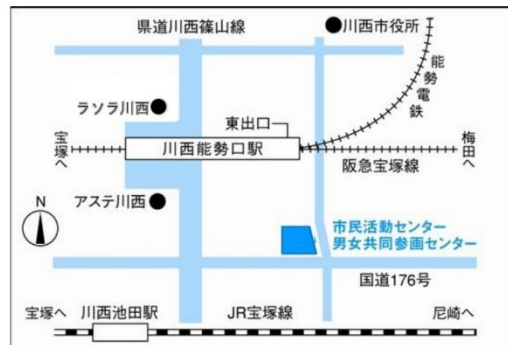 県道川西篠山線
川西市役所
能勢電鉄
ラソラ川西
東出口
宝塚へ
川西能勢口駅
阪急宝塚線
梅田へ
アステ川西
N
市民活動センター
男女共同参画センター
国道176号
宝塚へ
川西池田駅
JR宝塚線
尼崎へ